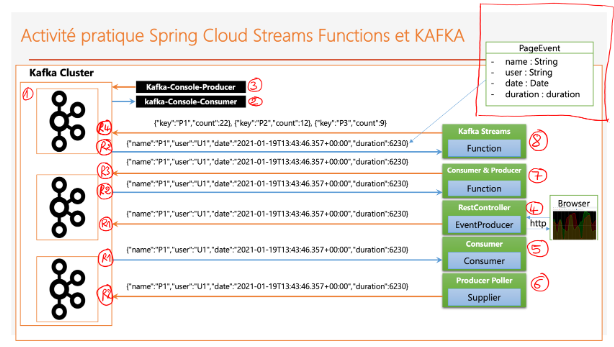 Activité pratique Spring Cloud Streams Functions et KAFKA
PageEvent
- name : String
- user : String
- date : Date
- duration : duration
Kafka Cluster
1
Kafka-Console-Producer
3
kafka-Console-Consumer
2
{"key":"P1","count":22}, {"key":"P2","count":12}, {"key":"P3","count":9}
R4
Kafka Streams
8
{"name":"P1","user":"U1","date":"2021-01-19T13:43:46.357+00:00","duration":6230}
R2
Function
{"name":"P1","user":"U1","date":"2021-01-19T13:43:46.357+00:00","duration":6230}
R3
Consumer & Producer
7
{"name":"P1","user":"U1","date":"2021-01-19T13:43:46.357+00:00","duration":6230}
R2
Function
RestController
4
Browser
{"name":"P1","user":"U1","date":"2021-01-19T13:43:46.357+00:00","duration":6230}
R1
EventProducer
http
Consumer
5
{"name":"P1","user":"U1","date":"2021-01-19T13:43:46.357+00:00","duration":6230}
R1
Consumer
Producer Poller
6
{"name":"P1","user":"U1","date":"2021-01-19T13:43:46.357+00:00","duration":6230}
R2
Supplier